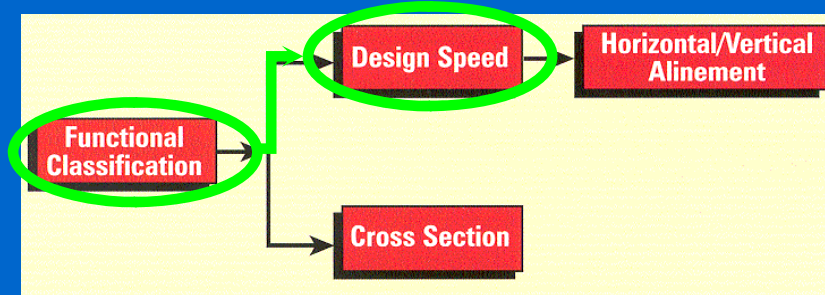 Design Speed
Horizontal/Vertical
Alinement
Functional
Classification
Cross Section